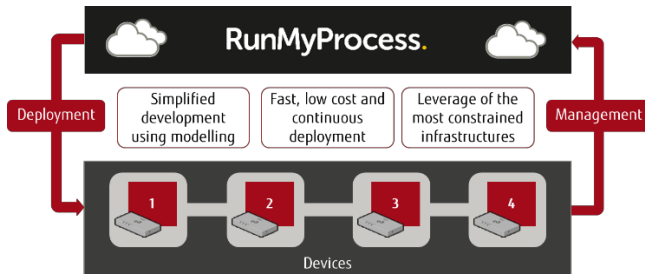 RunMyProcess.
Deployment
Simplified
development
using modelling
Fast, low cost and
continuous
deployment
Leverage of the
most constrained
infrastructures
Management
1
2
3
4
Devices